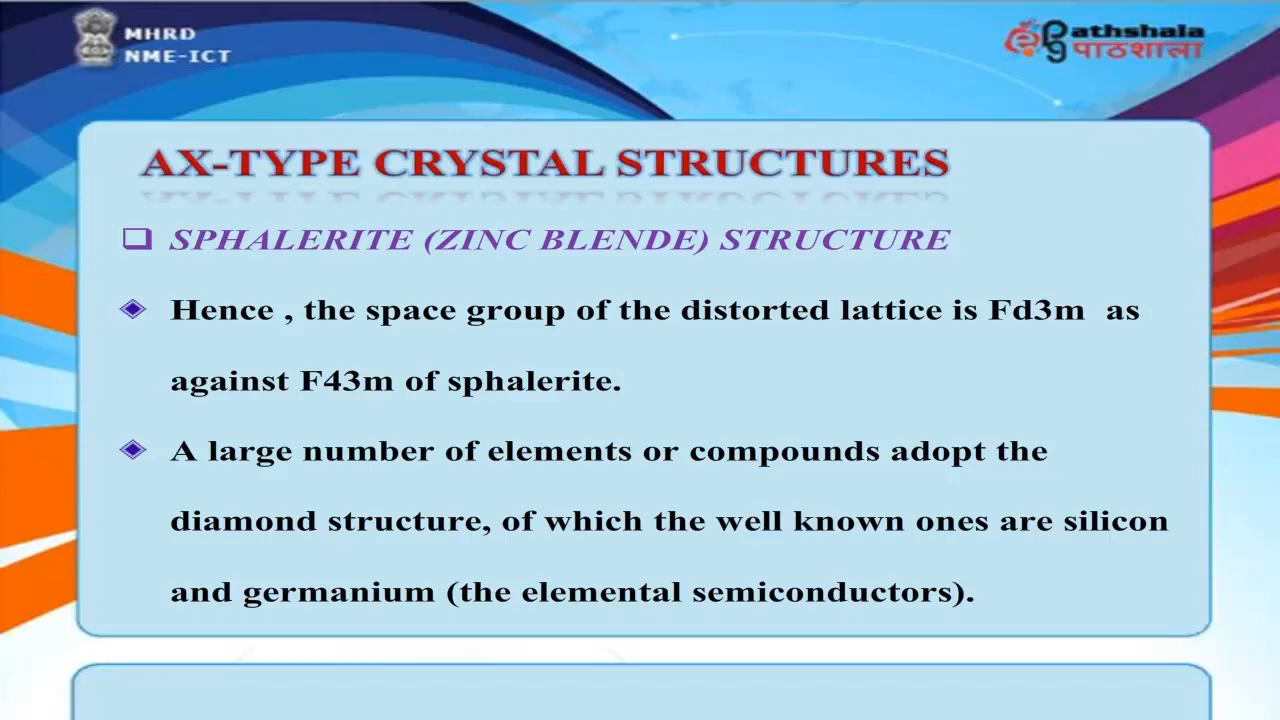 MHRD
NME-ICT
athshala
पाठशाला
AX-TYPE CRYSTAL STRUCTURES
SPHALERITE (ZINC BLENDE) STRUCTURE
Hence , the space group of the distorted lattice is Fd3m as
against F43m of sphalerite.
A large number of elements or compounds adopt the
diamond structure, of which the well known ones are silicon
and germanium (the elemental semiconductors).